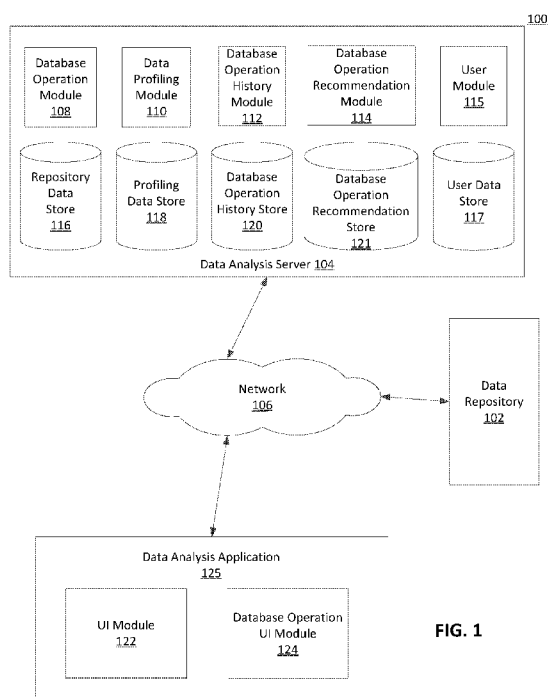 100
Database
Operation
Module
108
Data
Profiling
Module
110
Database
Operation
History
Module
112
Database
Operation
Recommendation
Module
114
User
Module
115
Repository
Data
Store
116
Profiling
Data Store
118
Database
Operation
History Store
120
Database
Operation
Recommendation
Store
121
User Data
Store
117
Data Analysis Server 104
Network
106
Data
Repository
102
Data Analysis Application
125
UI Module
122
Database Operation
UI Module
124
FIG. 1